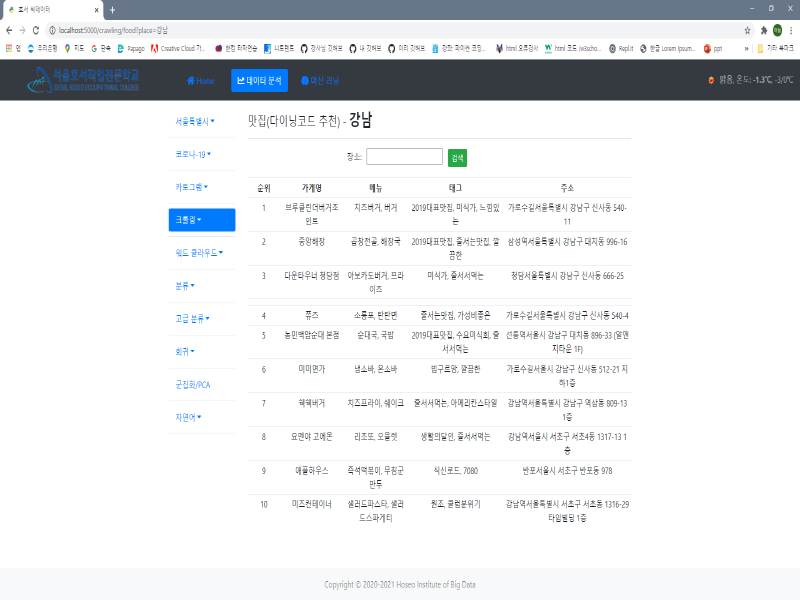 호서 빅데이터
localhost:5000/crawling/food?place=강남
앱 우리은행 지도 단축 Papago Creative Cloud 가... 한컴 타자연습 니트렌트 강사님 깃허브 내 깃허브 이리 깃허브 html 오류검사 html 코드 (w3scho... Repl.it 한글 Lorem Ipsum... ppt » 기타 북마크
서울호서직업전문학교
SEOUL HOSEO OCCUPATIONAL COLLEGE
Home 데이터 분석 머신 러닝 맑음, 온도: -1.3℃, -3/0℃
서울특별시
코로나-19
카토그램
크롤링
워드 클라우드
분류
고급 분류
회귀
군집화/PCA
자연어
맛집(다이닝코드 추천) - 강남
장소: 검색
순위 가게명 메뉴 태그 주소
1 브루클린더버거조인트 치즈버거, 버거 2019대표맛집, 미식가, 느낌있는 가로수길서울특별시 강남구 신사동 540-11
2 중앙해장 곱창전골, 해장국 2019대표맛집, 줄서는맛집, 깔끔한 삼성역서울특별시 강남구 대치동 996-16
3 다운타우너 청담점 아보카도버거, 프라이즈 미식가, 줄서서먹는 청담서울특별시 강남구 신사동 666-25
4 쮸즈 소롱포, 탄탄면 줄서는맛집, 가성비좋은 가로수길서울시 강남구 신사동 540-4
5 농민백암순대 본점 순대국, 국밥 2019대표맛집, 수요미식회, 줄서서먹는 선릉역서울시 강남구 대치동 896-33 (알앤지타운 1F)
6 미미면가 냉소바, 온소바 빕구르망, 깔끔한 가로수길서울시 강남구 신사동 512-21 지하1층
7 쉑쉑버거 치즈프라이, 쉐이크 줄서서먹는, 아메리칸스타일 강남역서울특별시 강남구 역삼동 809-13 1층
8 요멘야 고에몬 리조또, 오믈렛 생활의달인, 줄서서먹는 강남역서울시 서초구 서초4동 1317-13 1층
9 애플하우스 즉석떡볶이, 무침군만두 식신로드, 7080 반포서울시 서초구 반포동 978
10 미즈컨테이너 샐러드파스타, 샐러드스파게티 원조, 클럽분위기 강남역서울특별시 서초구 서초동 1316-29 타임빌딩 1층
Copyright © 2020-2021 Hoseo Institute of Big Data